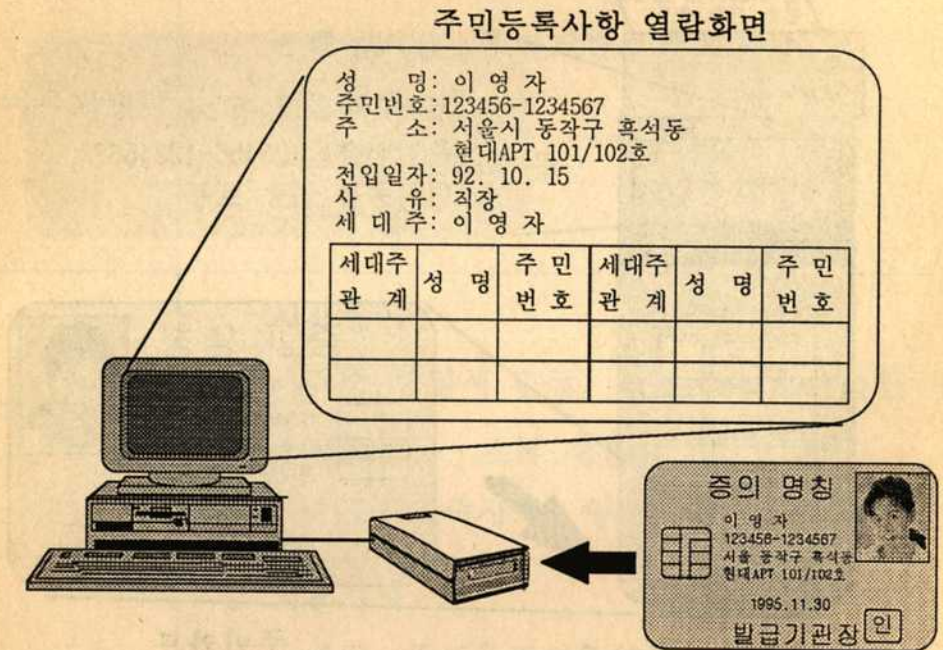 주민등록사항 열람화면
성 명: 이 영 자
주민번호:123456-1234567
주 소: 서울시 동작구 흑석동
현대APT 101/102호
전입일자: 92. 10. 15
사 유: 직장
세 대 주: 이 영 자
세대주 성 명 주 민 세대주 성 명 주 민
관 계 번 호 관 계 번 호
증의 명칭
이 영 자
123456-1234567
서울 동작구 흑석동
현대APT 101/102호
1995.11.30
발급기관장 인